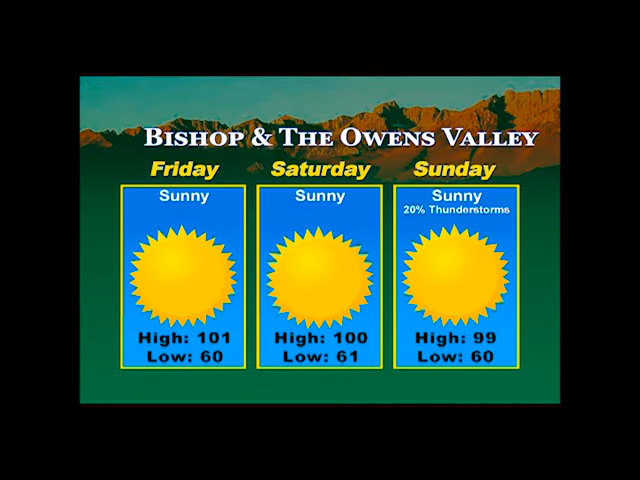 BISHOP & THE OWENS VALLEY
Friday Saturday Sunday
Sunny Sunny Sunny
20% Thunderstorms
High: 101 High: 100 High: 99
Low: 60 Low: 61 Low: 60